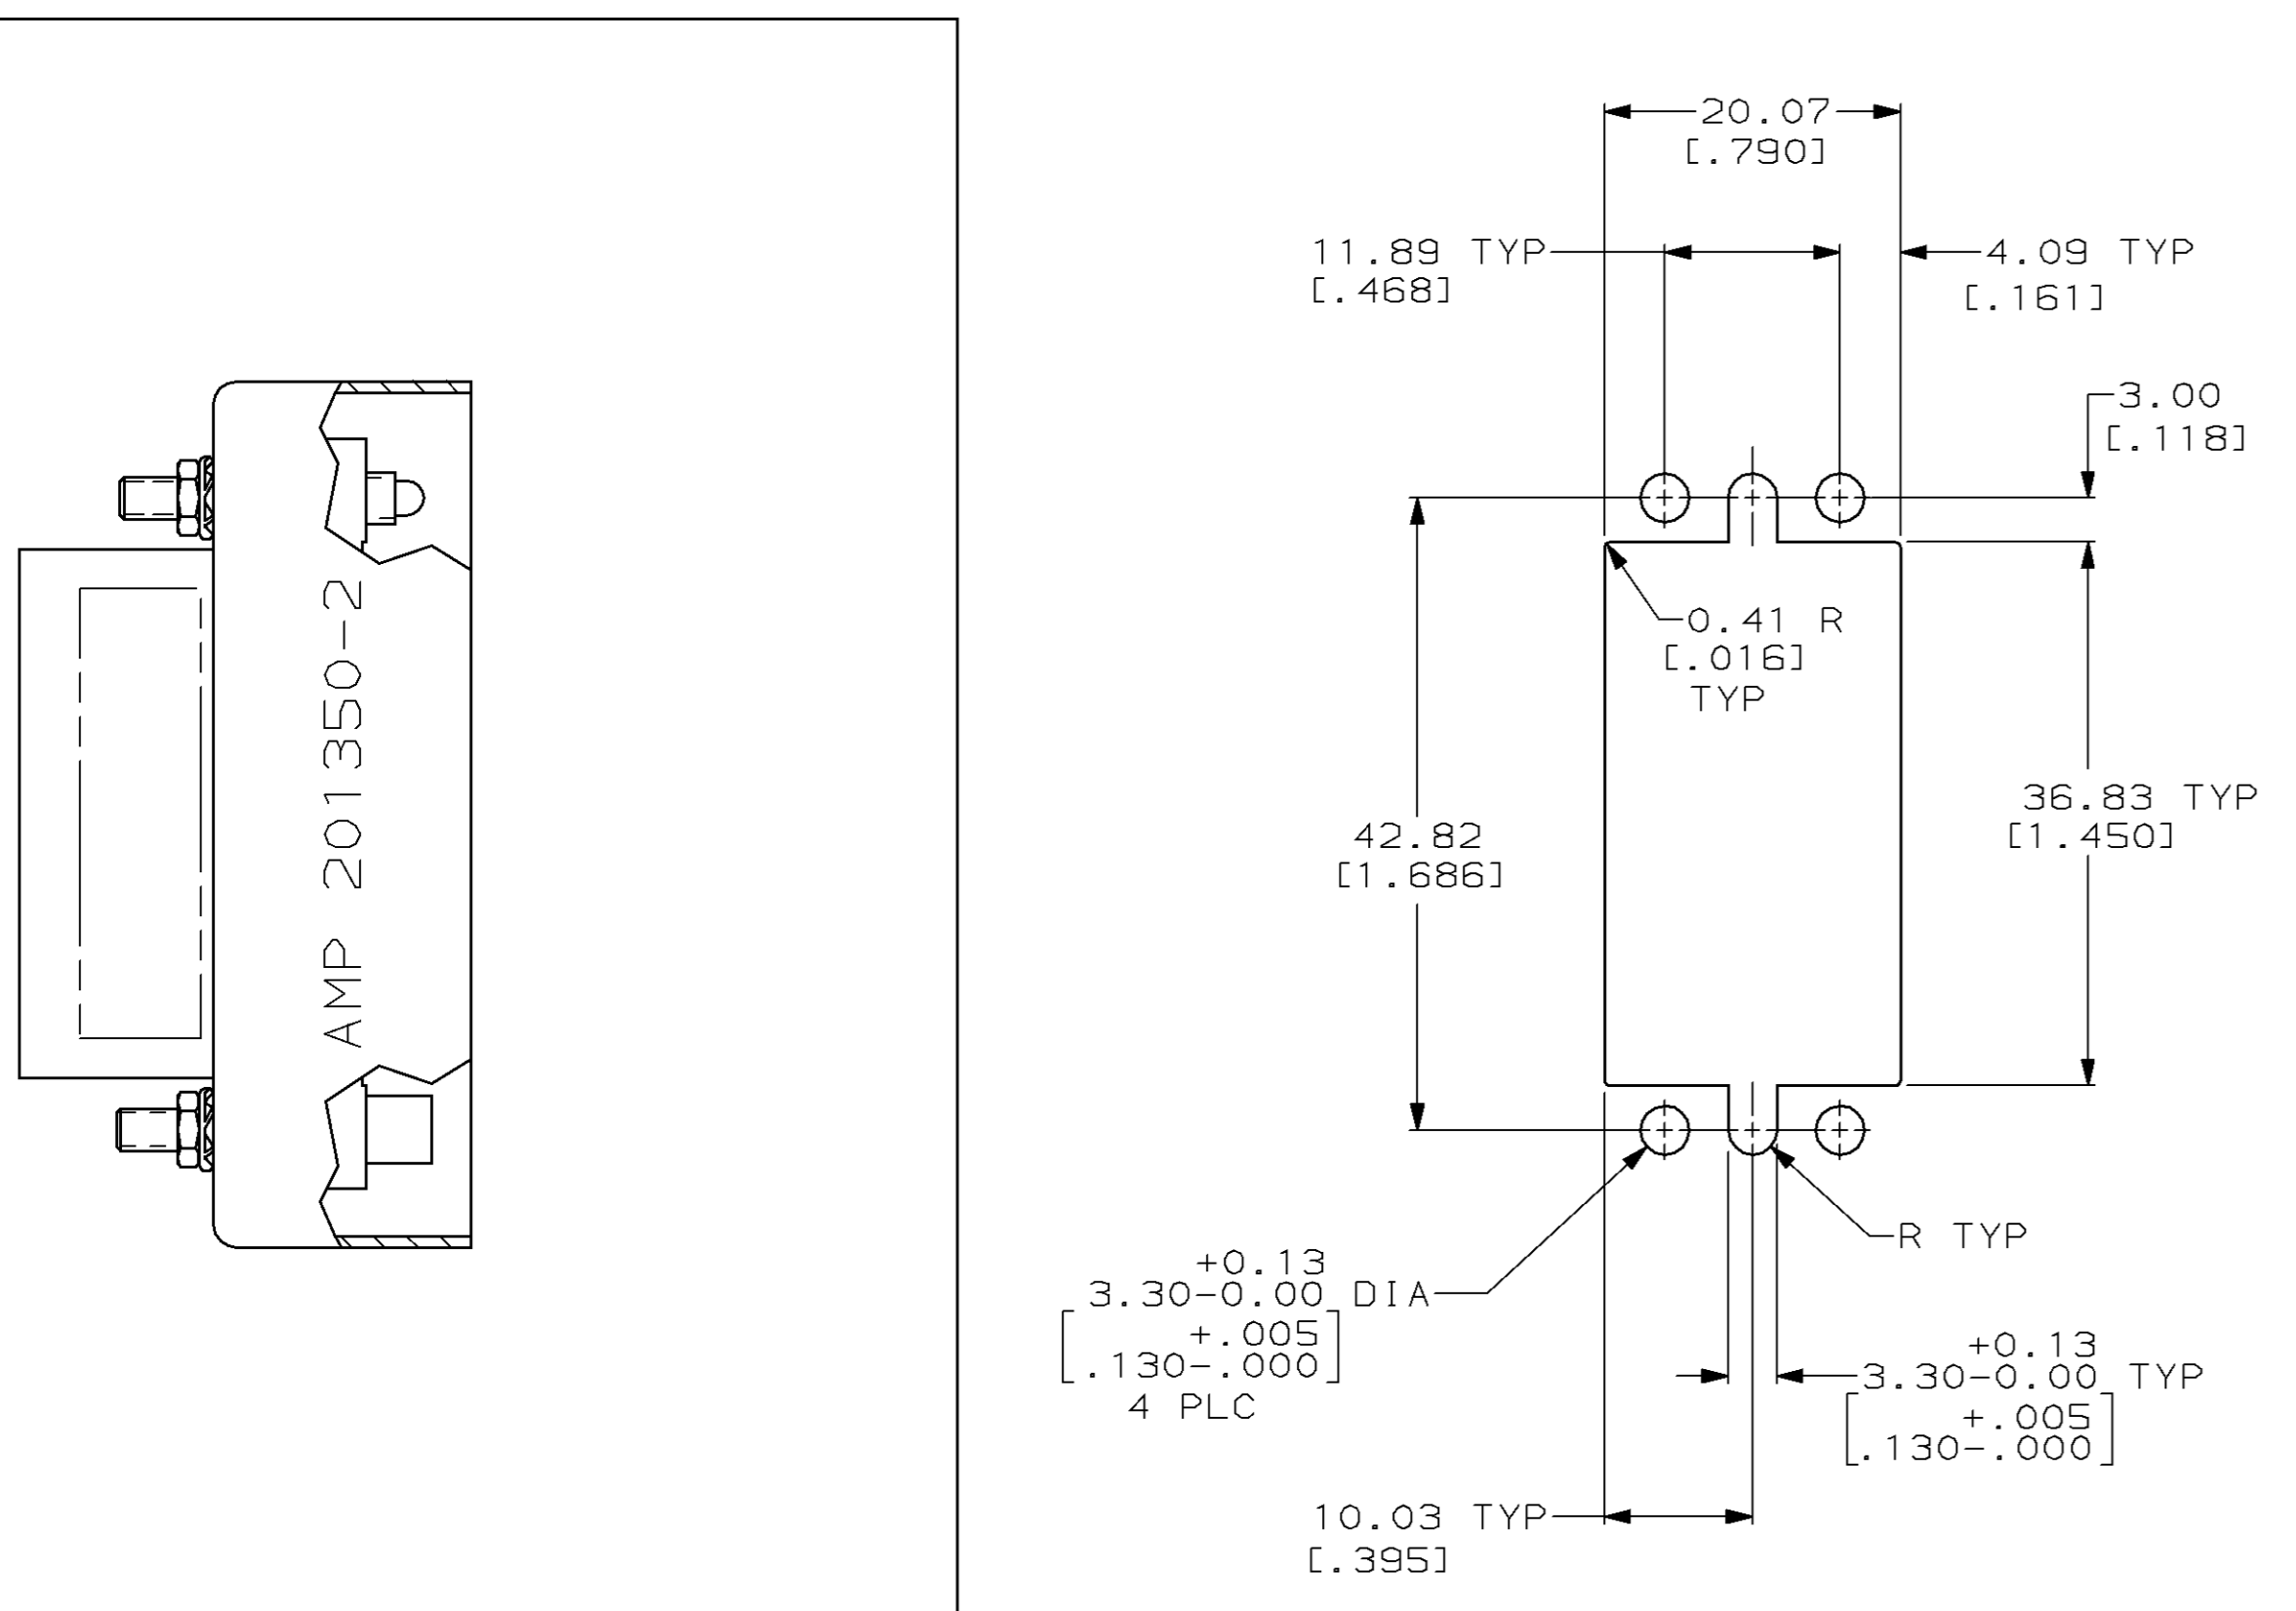 20.07
[.790]
11.89 TYP
[.468]
4.09 TYP
[.161]
3.00
[.118]
AMP 201350-2
0.41 R
[.016]
TYP
42.82
[1.686]
36.83 TYP
[1.450]
R TYP
+0.13
3.30-0.00 DIA
+.005
[.130-.000]
4 PLC
+0.13
3.30-0.00 TYP
+.005
[.130-.000]
10.03 TYP
[.395]